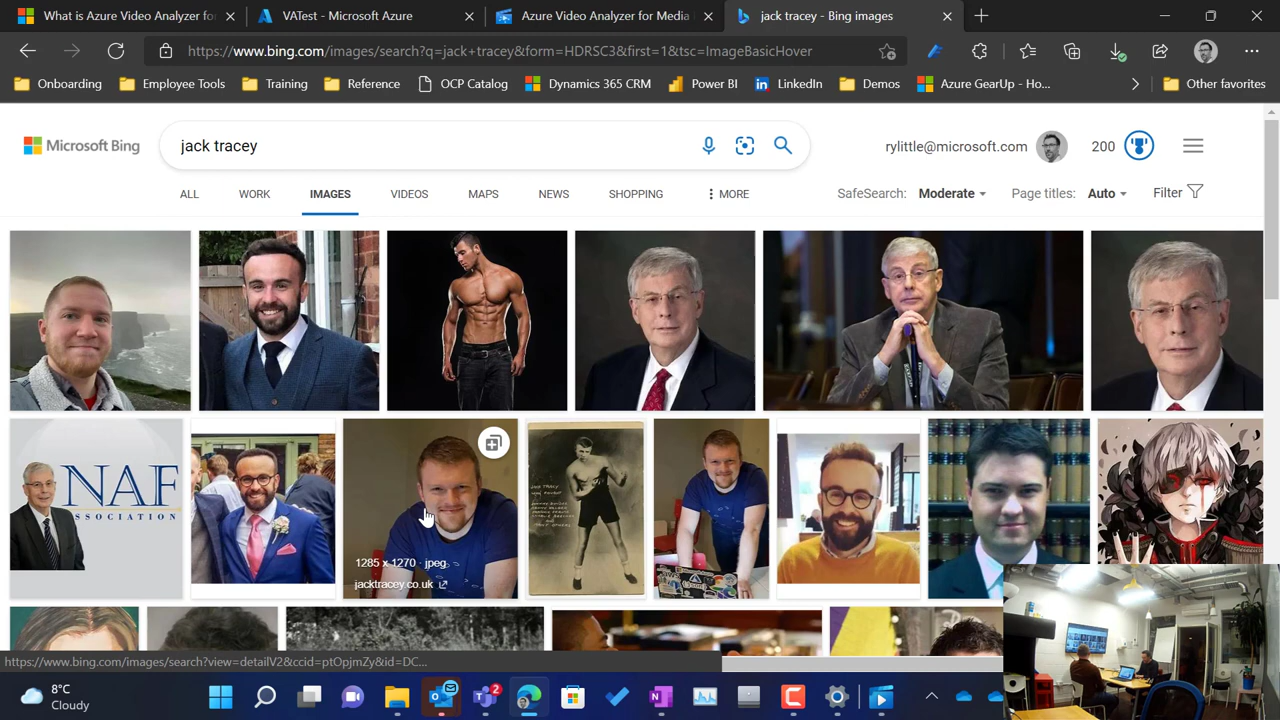 What is Azure Video Analyzer for
VATest - Microsoft Azure
Azure Video Analyzer for Media
jack tracey - Bing images
https://www.bing.com/images/search?q=jack+tracey&form=HDRSC3&first=1&tsc=ImageBasicHover
Onboarding
Employee Tools
Training
Reference
OCP Catalog
Dynamics 365 CRM
Power BI
LinkedIn
Demos
Azure GearUp - Ho...
Other favorites
Microsoft Bing
jack tracey
rylittle@microsoft.com
200
ALL
WORK
IMAGES
VIDEOS
MAPS
NEWS
SHOPPING
MORE
SafeSearch: Moderate
Page titles: Auto
Filter
NAF
SSOCIATION
1285 x 1270 · jpeg
jacktracey.co.uk
JACK TRACY
https://www.bing.com/images/search?view=detailV2&ccid=ptOpjmZy&id=DC...
8°C
Cloudy
2